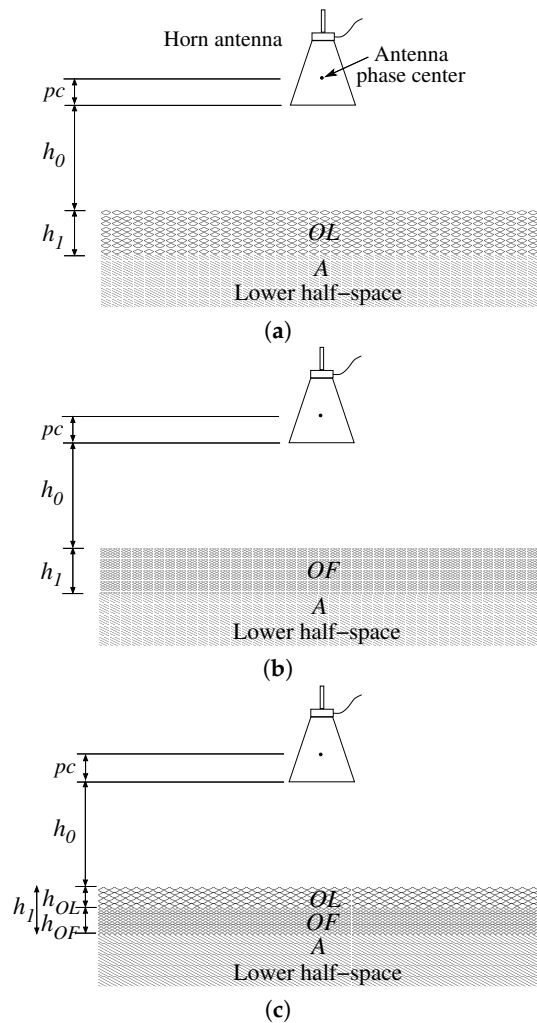 Horn antenna
Antenna
phase center
pc
h0
h1
OL
A
Lower half-space
(a)
pc
h0
h1
OF
A
Lower half-space
(b)
pc
h0
h1
hOL
hOF
OL
OF
A
Lower half-space
(c)